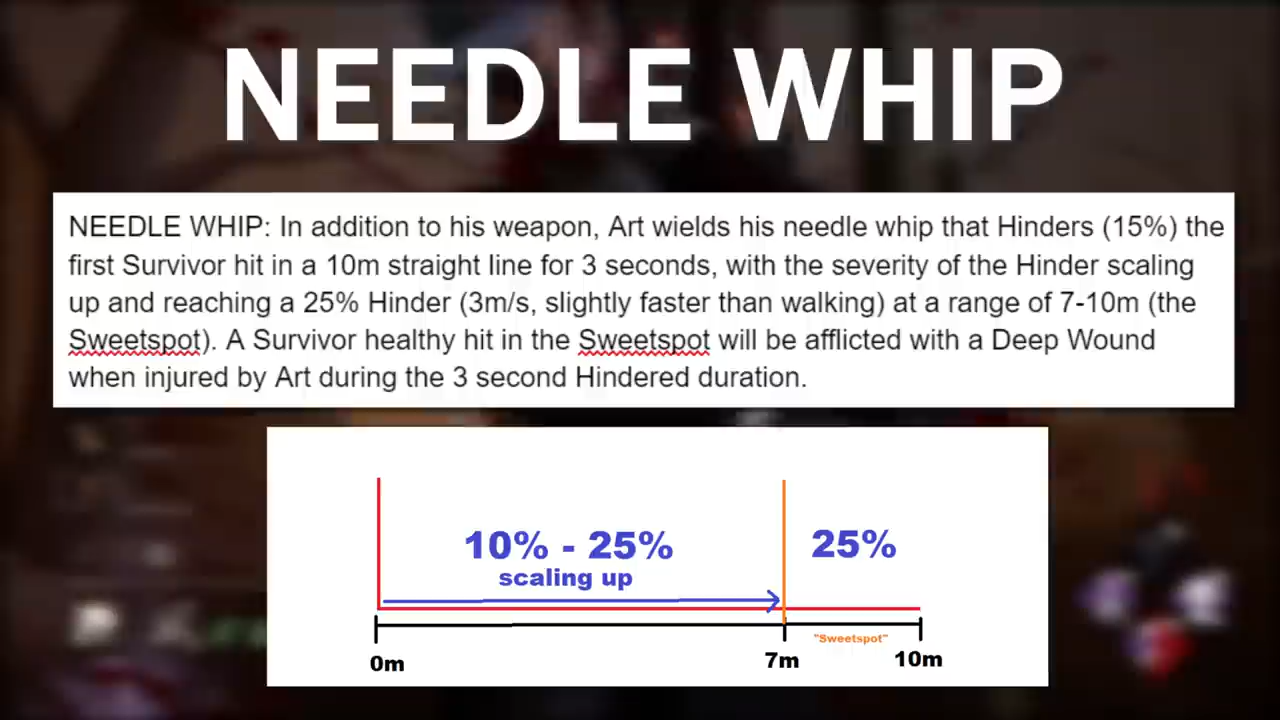 NEEDLE WHIP
NEEDLE WHIP: In addition to his weapon, Art wields his needle whip that Hinders (15%) the
first Survivor hit in a 10m straight line for 3 seconds, with the severity of the Hinder scaling
up and reaching a 25% Hinder (3m/s, slightly faster than walking) at a range of 7-10m (the
Sweetspot). A Survivor healthy hit in the Sweetspot will be afflicted with a Deep Wound
when injured by Art during the 3 second Hindered duration.
10% - 25%
scaling up
25%
"Sweetspot"
0m
7m
10m